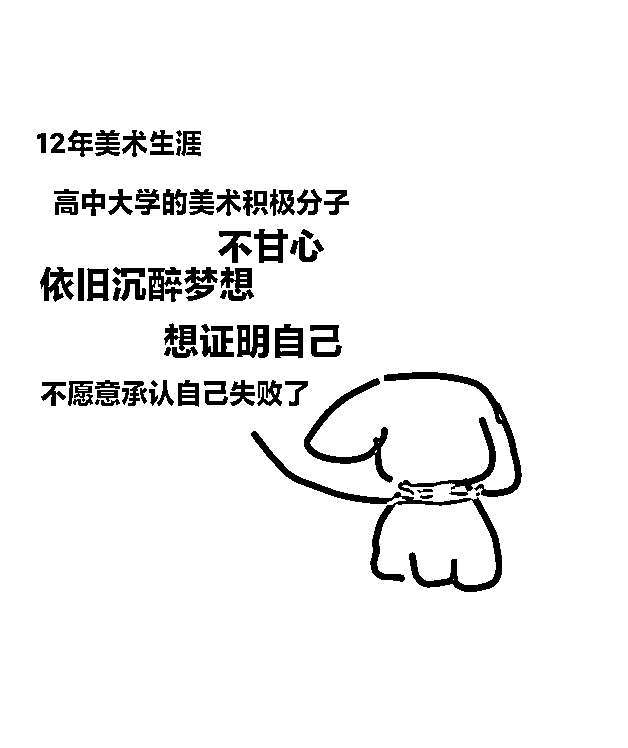 12年美术生涯
高中大学的美术积极分子
不甘心
依旧沉醉梦想
想证明自己
不愿意承认自己失败了